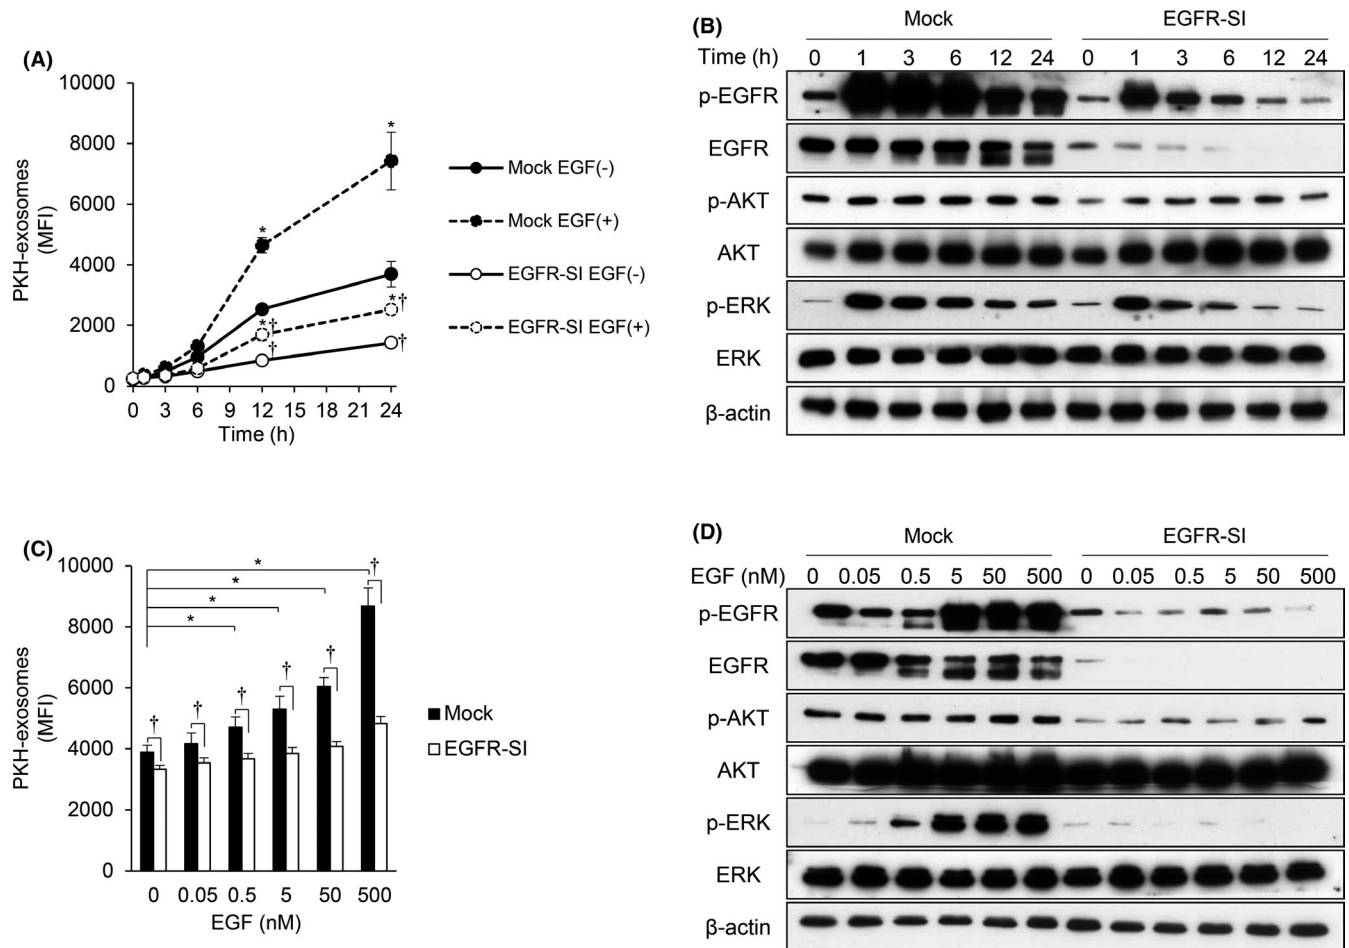 (A)
10000
8000
6000
4000
2000
0
PKH-exosomes
(MFI)
0 3 6 9 12 15 18 21 24
Time (h)
*
*
*†
†
*†
†
Mock EGF(-)
Mock EGF(+)
EGFR-SI EGF(-)
EGFR-SI EGF(+)
(B)
Mock EGFR-SI
Time (h) 0 1 3 6 12 24 0 1 3 6 12 24
p-EGFR
EGFR
p-AKT
AKT
p-ERK
ERK
β-actin
(C)
10000
8000
6000
4000
2000
0
PKH-exosomes
(MFI)
*
*
*
*
† † † † † †
0 0.05 0.5 5 50 500
EGF (nM)
Mock
EGFR-SI
(D)
Mock EGFR-SI
EGF (nM) 0 0.05 0.5 5 50 500 0 0.05 0.5 5 50 500
p-EGFR
EGFR
p-AKT
AKT
p-ERK
ERK
β-actin